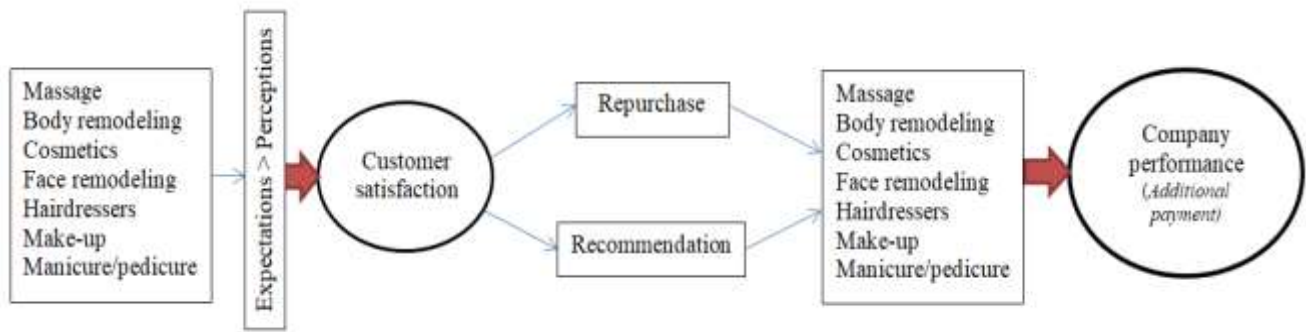 Massage
Body remodeling
Cosmetics
Face remodeling
Hairdressers
Make-up
Manicure/pedicure
Expectations > Perceptions
Customer
satisfaction
Repurchase
Recommendation
Massage
Body remodeling
Cosmetics
Face remodeling
Hairdressers
Make-up
Manicure/pedicure
Company
performance
(Additional
payment)